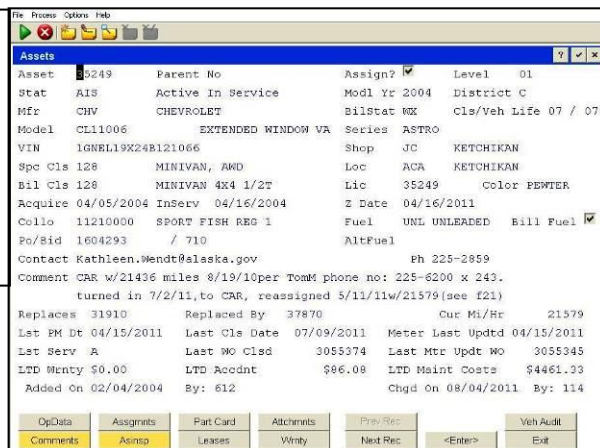 File Process Options Help
Assets
Asset 35249 Parent No Assign? Level 01
Stat AIS Active In Service Modl Yr 2004 District C
Mfr CHV CHEVROLET BilStat WX Cls/Veh Life 07 / 07
Model CL11006 EXTENDED WINDOW VA Series ASTRO
VIN 1GNEL19X24B121066 Shop JC KETCHIKAN
Spc Cls 128 MINIVAN, AWD Loc ACA KETCHIKAN
Bil Cls 128 MINIVAN 4X4 1/2T Lic 35249 Color PEWTER
Acquire 04/05/2004 InServ 04/16/2004 Z Date 04/16/2011
Collo 11210000 SPORT FISH REG 1 Fuel UNL UNLEADED Bill Fuel
Po/Bid 1604293 / 710 AltFuel
Contact Kathleen.Wendt@alaska.gov Ph 225-2859
Comment CAR w/21436 miles 8/19/10per TomM phone no: 225-6200 x 243.
turned in 7/2/11,to CAR, reassigned 5/11/11w/21579(see f21)
Replaces 31910 Replaced By 37870 Cur Mi/Hr 21579
Lst PM Dt 04/15/2011 Last Cls Date 07/09/2011 Meter Last Updtd 04/15/2011
Lst Serv A Last WO Clsd 3055374 Last Mtr Updt WO 3055345
LTD Wrnty $0.00 LTD Accdnt $86.08 LTD Maint Costs $4461.33
Added On 02/04/2004 By: 612 Chgd On 08/04/2011 By: 114
OpData Assgmnts Part Card Attchmnts Prev Rec Veh Audit
Comments Asinsp Leases Wrnty Next Rec <Enter> Exit